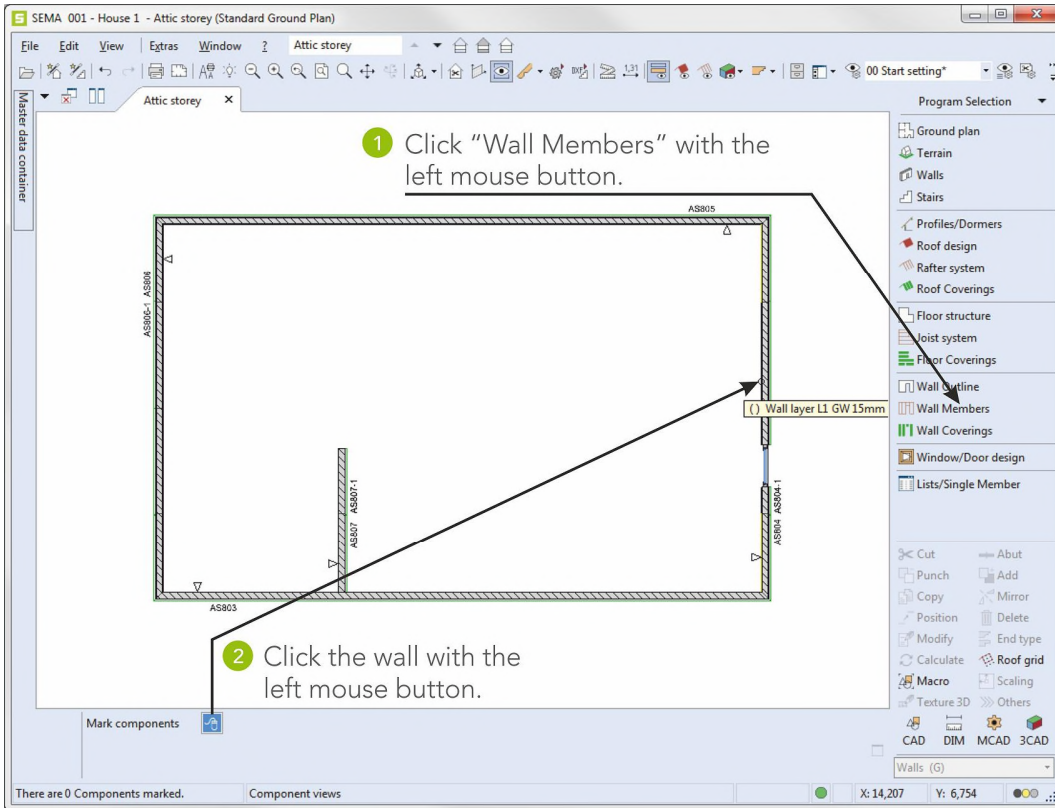 SEMA 001 - House 1 - Attic storey (Standard Ground Plan)
File Edit View Extras Window ? Attic storey
00 Start setting*
Master data container
Attic storey
Program Selection
1 Click “Wall Members” with the
left mouse button.
Ground plan
Terrain
Walls
Stairs
Profiles/Dormers
Roof design
Rafter system
Roof Coverings
Floor structure
Joist system
Floor Coverings
Wall Outline
Wall Members
Wall Coverings
Window/Door design
Lists/Single Member
AS805
AS806-1 AS806
( ) Wall layer L1 GW 15mm
AS807 AS807-1
AS804 AS804-1
AS803
2 Click the wall with the
left mouse button.
Cut Abut
Punch Add
Copy Mirror
Position Delete
Modify End type
Calculate Roof grid
Macro Scaling
Texture 3D Others
CAD DIM MCAD 3CAD
Walls (G)
Mark components
There are 0 Components marked. Component views X: 14,207 Y: 6,754